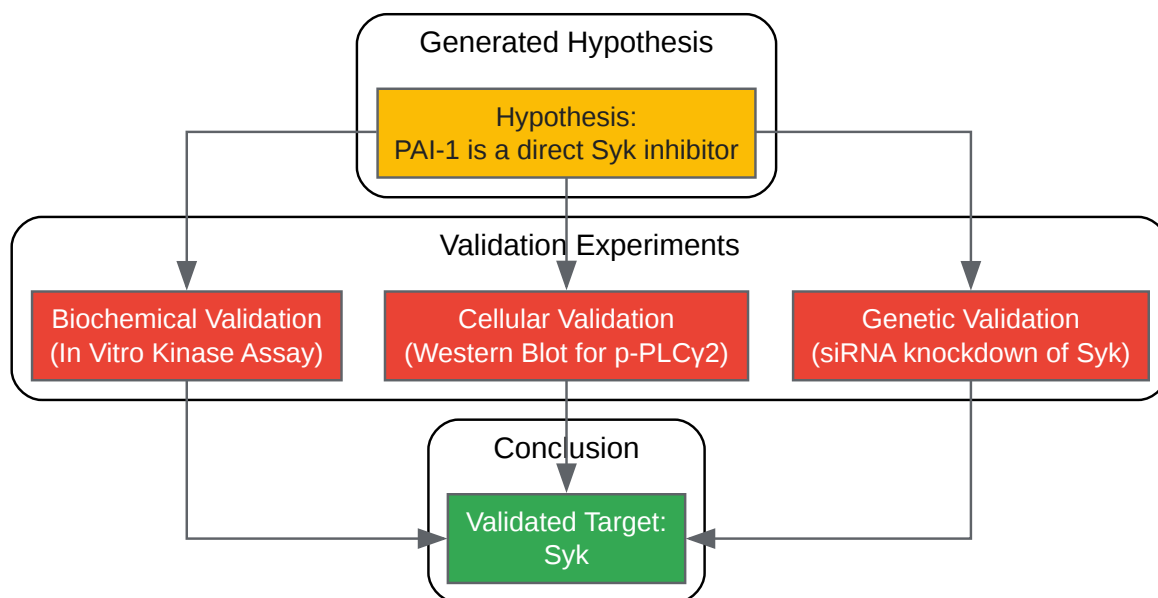 Generated Hypothesis
Hypothesis:
PAI-1 is a direct Syk inhibitor
Validation Experiments
Biochemical Validation
(In Vitro Kinase Assay)
Cellular Validation
(Western Blot for p-PLCγ2)
Genetic Validation
(siRNA knockdown of Syk)
Conclusion
Validated Target:
Syk